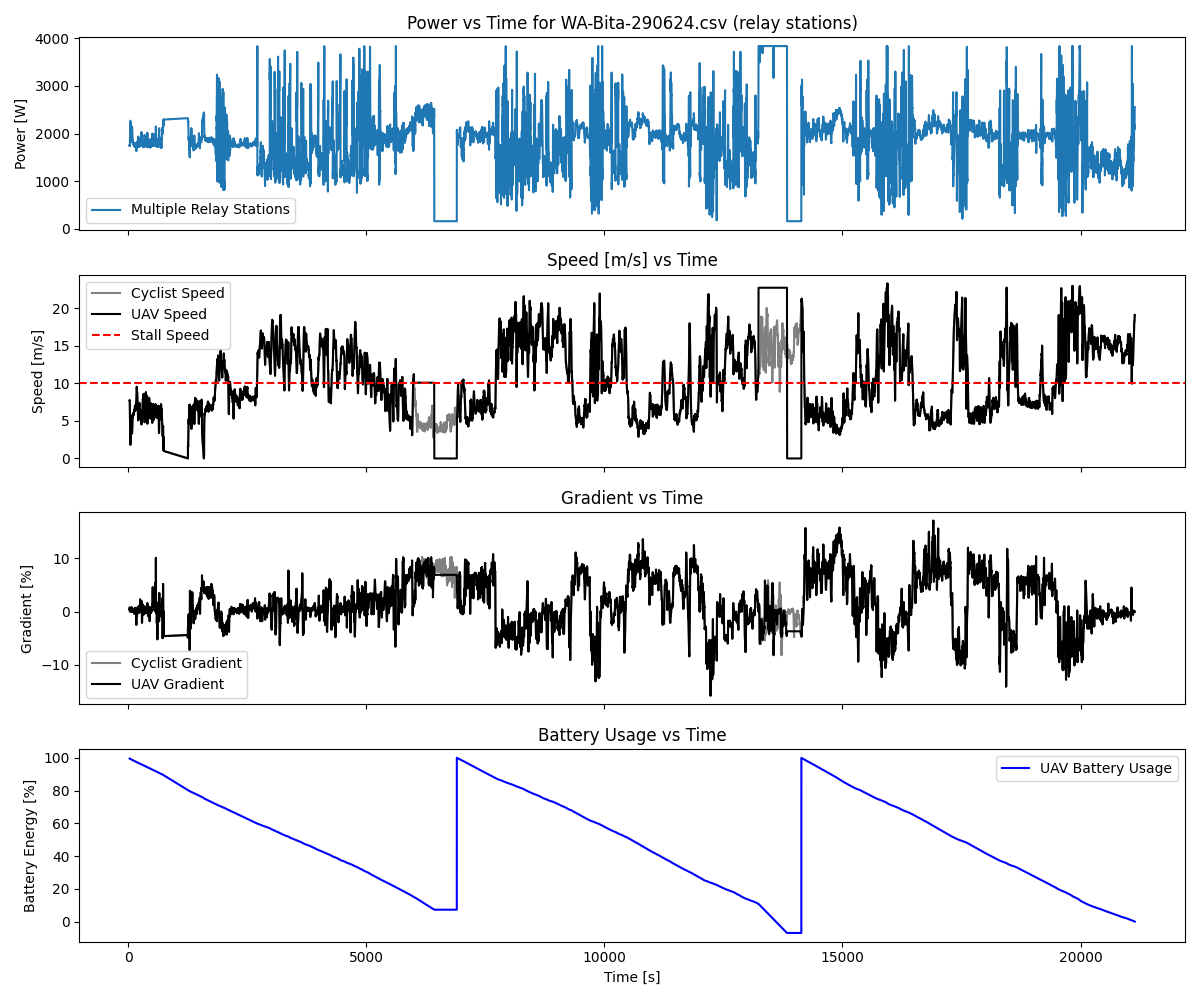 Power vs Time for WA-Bita-290624.csv (relay stations)
Power [W]
4000
3000
2000
1000
0
Multiple Relay Stations
Speed [m/s] vs Time
Speed [m/s]
20
15
10
5
0
Cyclist Speed
UAV Speed
Stall Speed
Gradient vs Time
Gradient [%]
10
0
−10
Cyclist Gradient
UAV Gradient
Battery Usage vs Time
Battery Energy [%]
100
80
60
40
20
0
UAV Battery Usage
0 5000 10000 15000 20000
Time [s]